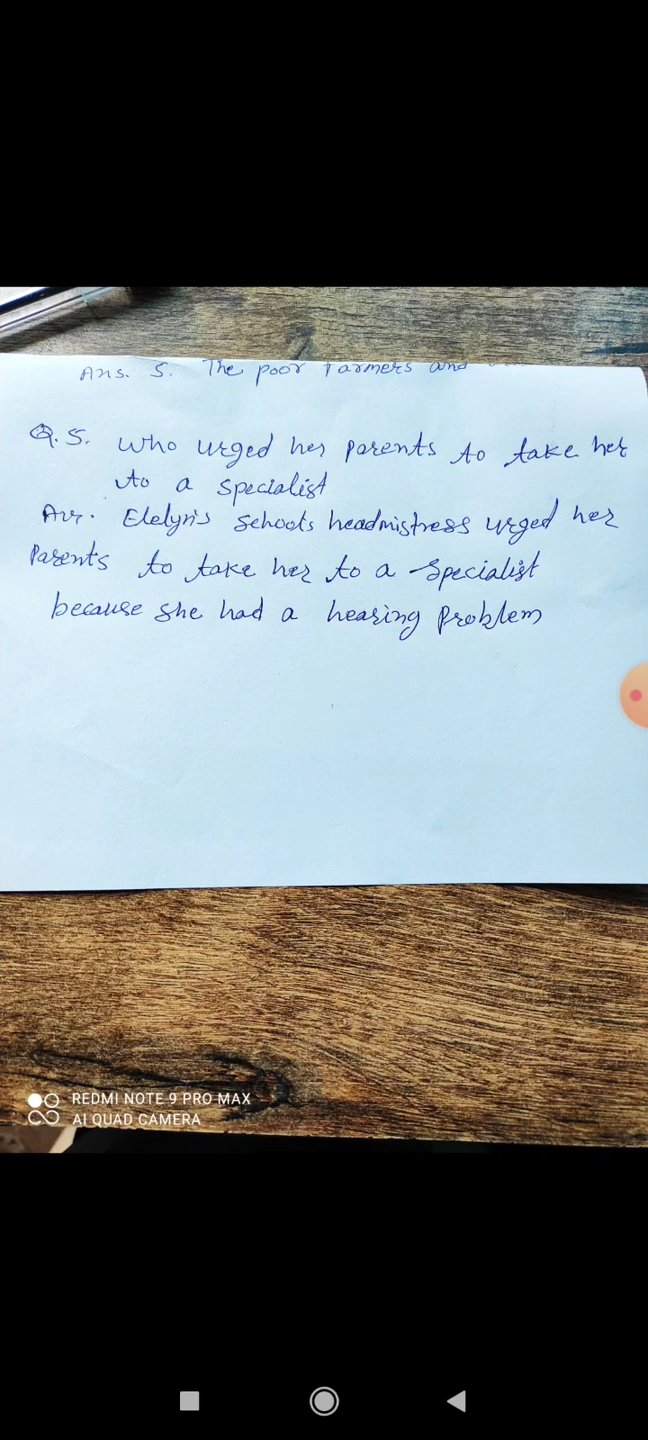 Ans. 5. The poor farmers and
Q.5. Who urged her parents to take her
to a specialist
Ans. Elelyn's schools headmistress urged her
Parents to take her to a specialist
because she had a hearing Problem
REDMI NOTE 9 PRO MAX
AI QUAD CAMERA